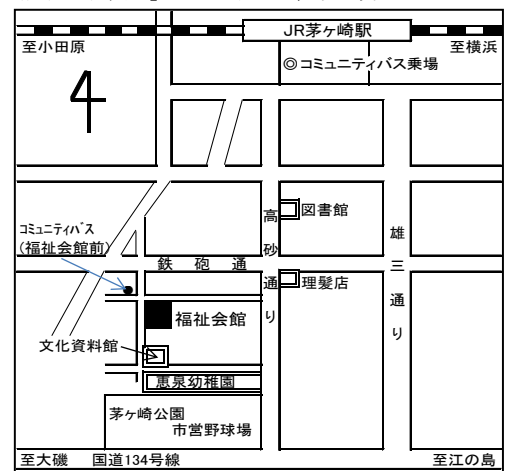 JR茅ヶ崎駅
至小田原
至横浜
◎コミュニティバス乗場
4
コミュニティバス
(福祉会館前)
高砂通り
図書館
雄三通り
鉄砲通
理髪店
福祉会館
文化資料館
恵泉幼稚園
茅ヶ崎公園
市営野球場
至大磯 国道134号線
至江の島